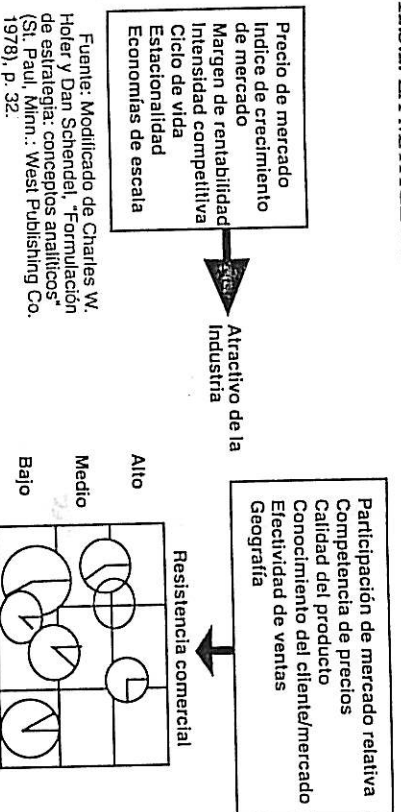 Precio de mercado
Indice de crecimiento
de mercado
Margen de rentabilidad
Intensidad competitiva
Ciclo de vida
Estacionalidad
Economías de escala
Atractivo de la
Industria
Participación de mercado relativa
Competencia de precios
Calidad del producto
Conocimiento del cliente/mercado
Efectividad de ventas
Geografía
Resistencia comercial
Alto
Medio
Bajo
Fuente: Modificado de Charles W.
Hofer y Dan Schendel, "Formulación
de estrategia: conceptos analíticos"
(St. Paul, Minn.: West Publishing Co.
1978), p. 32.